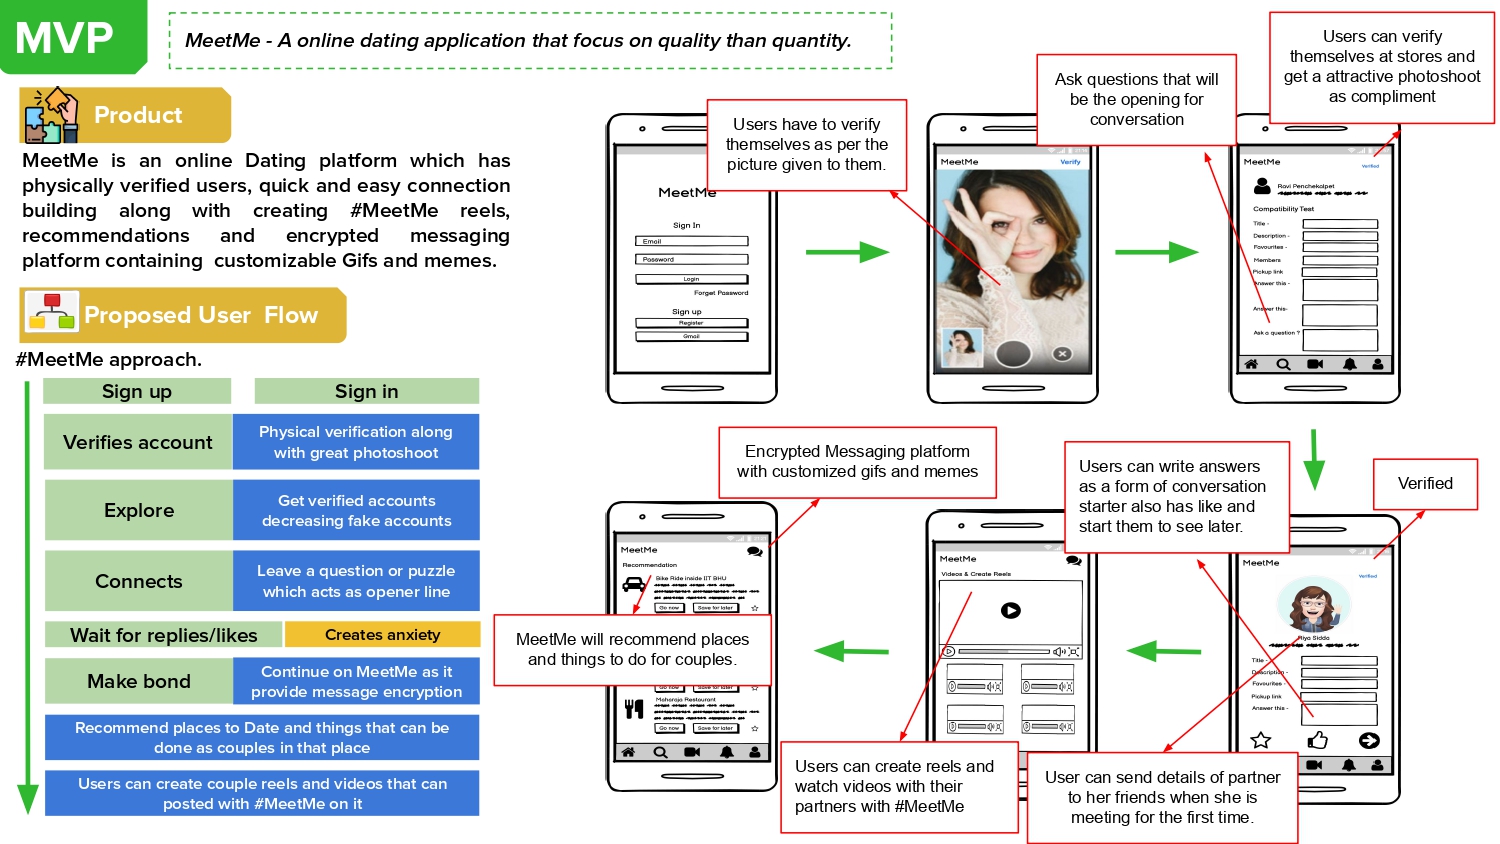 MVP
MeetMe - A online dating application that focus on quality than quantity.
Product
MeetMe is an online Dating platform which has
physically verified users, quick and easy connection
building along with creating #MeetMe reels,
recommendations and encrypted messaging
platform containing customizable Gifs and memes.
Proposed User Flow
#MeetMe approach.
Sign up
Sign in
Verifies account
Physical verification along
with great photoshoot
Explore
Get verified accounts
decreasing fake accounts
Connects
Leave a question or puzzle
which acts as opener line
Wait for replies/likes
Creates anxiety
Make bond
Continue on MeetMe as it
provide message encryption
Recommend places to Date and things that can be
done as couples in that place
Users can create couple reels and videos that can
posted with #MeetMe on it
Users have to verify
themselves as per the
picture given to them.
MeetMe
Sign In
Email
Password
Login
Forget Password
Sign up
Register
Gmail
MeetMe
Verify
Ask questions that will
be the opening for
conversation
Users can verify
themselves at stores and
get a attractive photoshoot
as compliment
MeetMe
Verified
Ravi Penchekolpet
Compatibility Test
Title -
Description -
Favourites -
Members
Pickup link
Answer this -
Answer this-
Ask a question ?
Users can write answers
as a form of conversation
starter also has like and
start them to see later.
Verified
MeetMe
Verified
Riya Sidda
Title -
Description -
Favourites -
Pickup link
Answer this -
User can send details of partner
to her friends when she is
meeting for the first time.
MeetMe
Videos & Create Reels
Users can create reels and
watch videos with their
partners with #MeetMe
Encrypted Messaging platform
with customized gifs and memes
MeetMe
Recommendation
Bike Ride inside IIT BHU
Go now
Save for later
MeetMe will recommend places
and things to do for couples.
Go now
Save for later
Maharaja Restaurant
Go now
Save for later